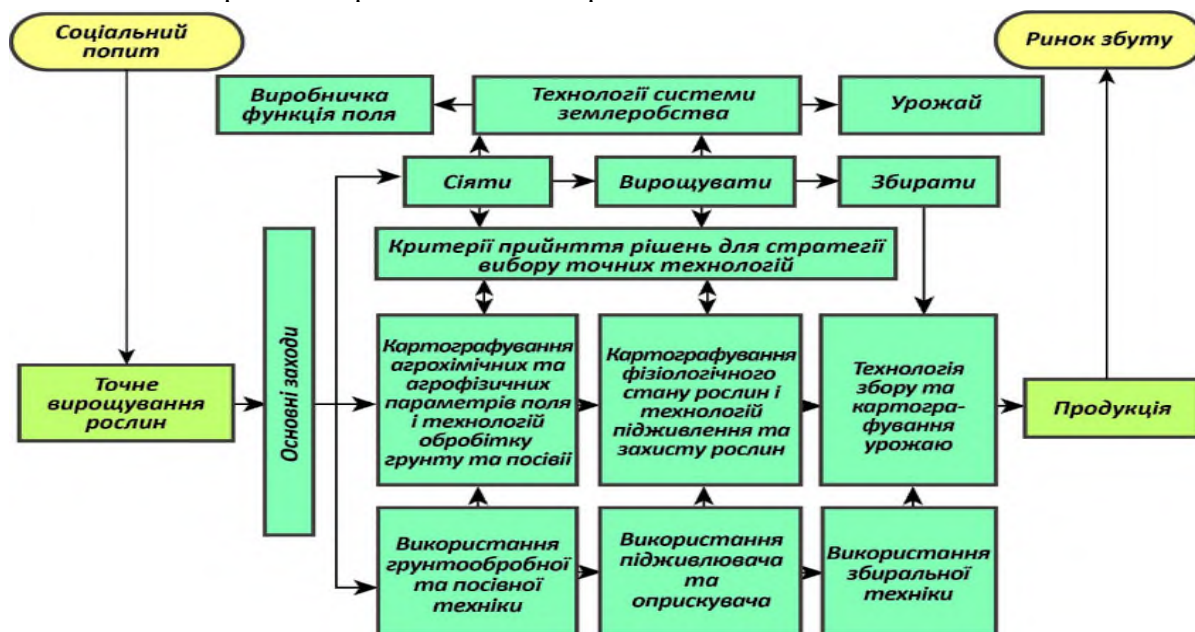 Соціальний
попит
Ринок збуту
Виробничка
функція поля
Технології системи
землеробства
Урожай
Сіяти
Вирощувати
Збирати
Критерії прийнття рішень для стратегії
вибору точних технологій
Основні заходи
Точне
вирощування
рослин
Картографування
агрохімічних та
агрофізичних
параметрів поля
і технологій
обробітку
грунту та посівії
Картографування
фізіологічного
стану рослин і
технологій
підживлення та
захисту рослин
Технологія
збору та
картогра-
фування
урожаю
Продукція
Використання
грунтообробної
та посівної
техніки
Використання
підживлювача
та
оприскувача
Використання
збиральної
техніки